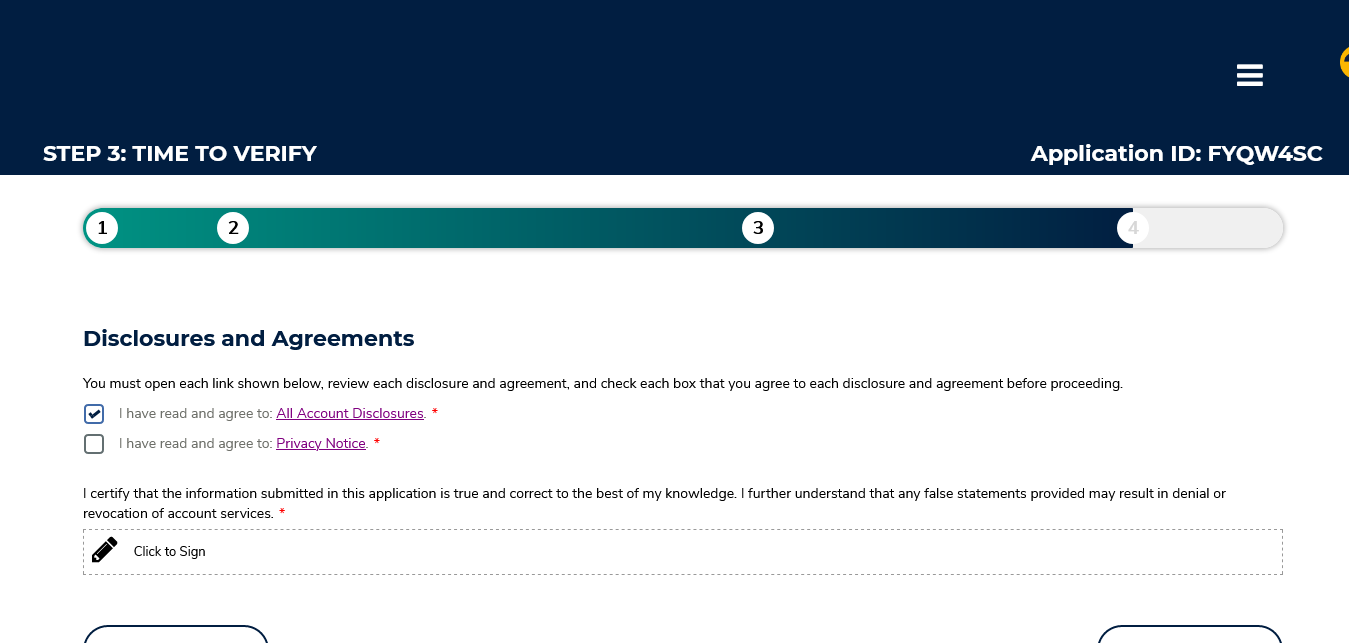 STEP 3: TIME TO VERIFY
Application ID: FYQW4SC
1 2 3 4
Disclosures and Agreements
You must open each link shown below, review each disclosure and agreement, and check each box that you agree to each disclosure and agreement before proceeding.
I have read and agree to: All Account Disclosures. *
I have read and agree to: Privacy Notice. *
I certify that the information submitted in this application is true and correct to the best of my knowledge. I further understand that any false statements provided may result in denial or
revocation of account services. *
Click to Sign